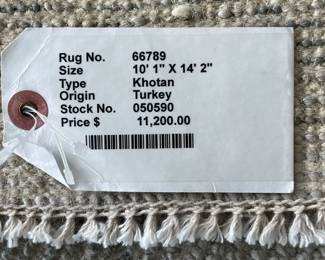 Rug No. 66789
Size 10' 1" X 14' 2"
Type Khotan
Origin Turkey
Stock No. 050590
Price $ 11,200.00